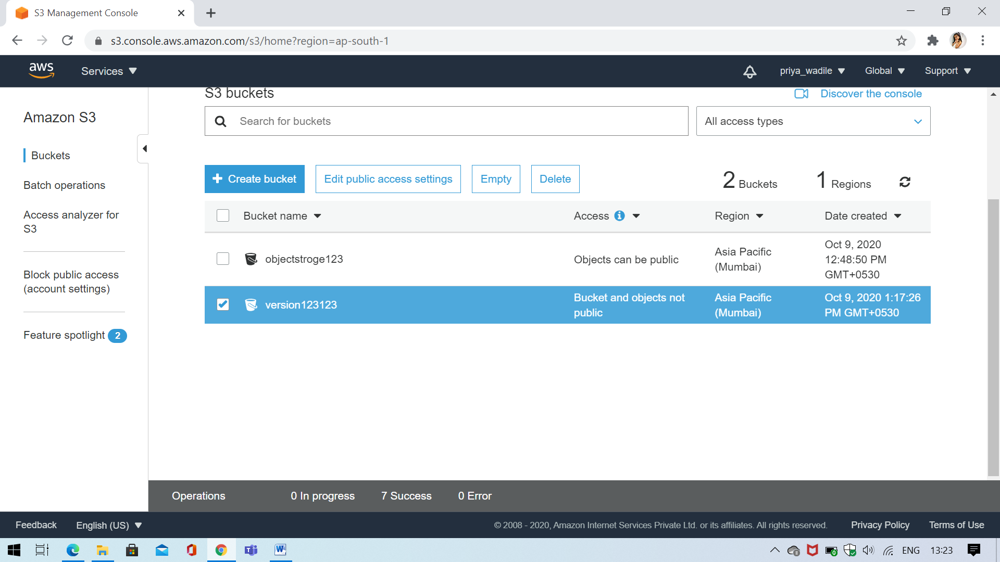 S3 Management Console
s3.console.aws.amazon.com/s3/home?region=ap-south-1
aws
Services
priya_wadile
Global
Support
Amazon S3
Buckets
Batch operations
Access analyzer for
S3
Block public access
(account settings)
Feature spotlight 2
S3 buckets
Discover the console
Search for buckets
All access types
+ Create bucket
Edit public access settings
Empty
Delete
2 Buckets
1 Regions
Bucket name
Access
Region
Date created
objectstroge123
Objects can be public
Asia Pacific
(Mumbai)
Oct 9, 2020
12:48:50 PM
GMT+0530
version123123
Bucket and objects not
public
Asia Pacific
(Mumbai)
Oct 9, 2020 1:17:26
PM GMT+0530
Operations
0 In progress
7 Success
0 Error
Feedback
English (US)
© 2008 - 2020, Amazon Internet Services Private Ltd. or its affiliates. All rights reserved.
Privacy Policy
Terms of Use
ENG
13:23